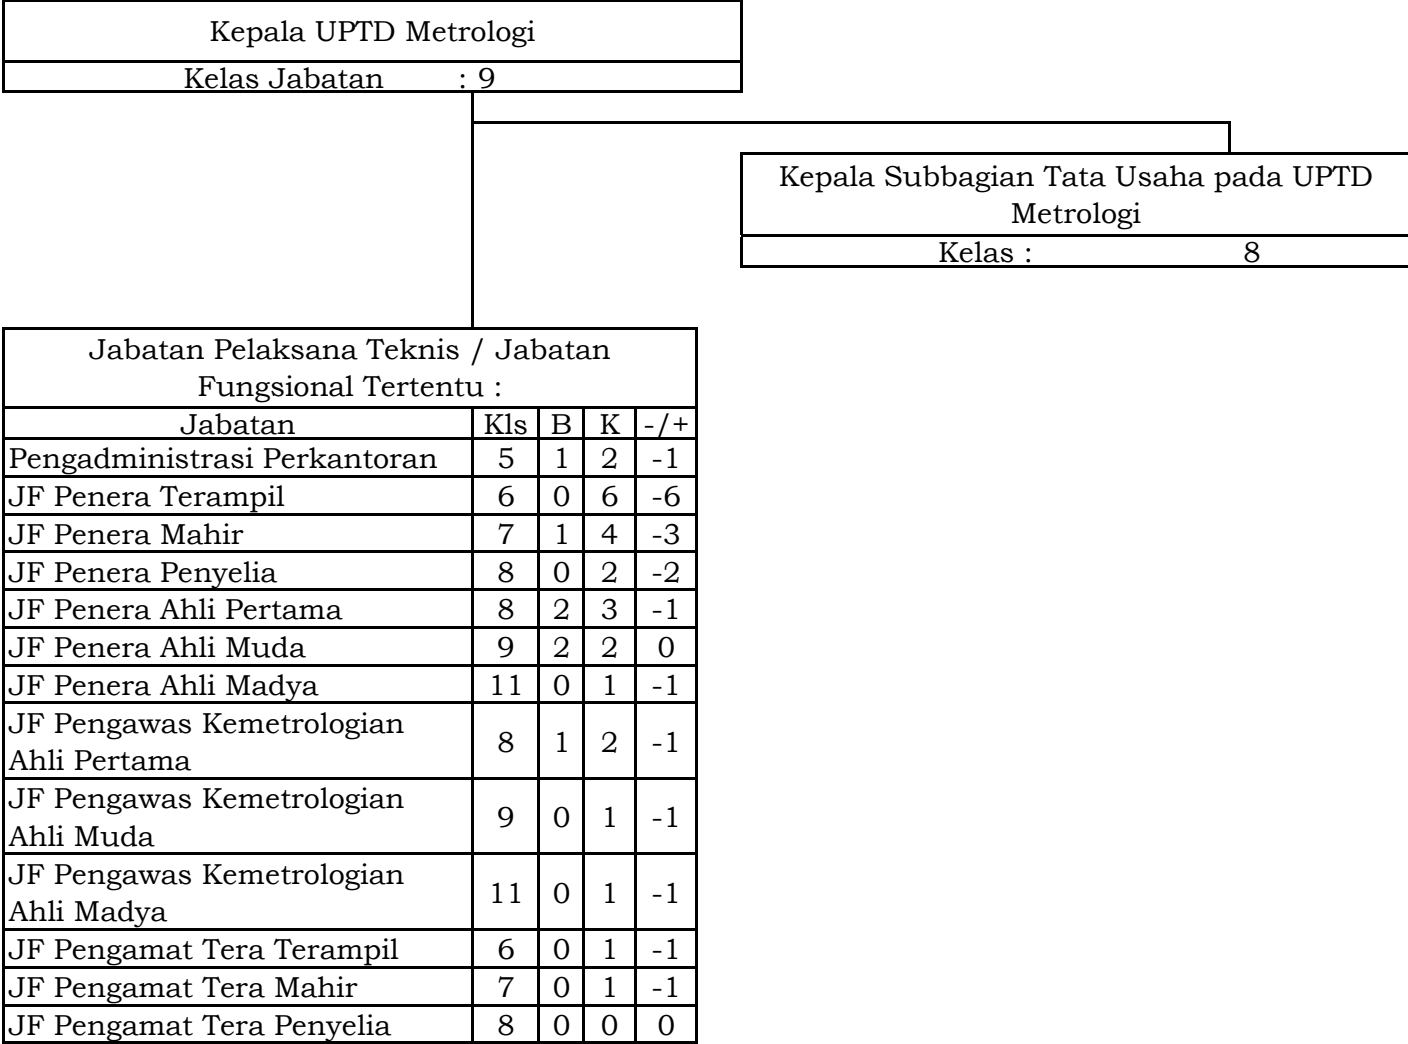 Kepala UPTD Metrologi
Kelas Jabatan : 9
Kepala Subbagian Tata Usaha pada UPTD
Metrologi
Kelas : 8
Jabatan Pelaksana Teknis / Jabatan
Fungsional Tertentu :
Jabatan Kls B K -/+
Pengadministrasi Perkantoran 5 1 2 -1
JF Penera Terampil 6 0 6 -6
JF Penera Mahir 7 1 4 -3
JF Penera Penyelia 8 0 2 -2
JF Penera Ahli Pertama 8 2 3 -1
JF Penera Ahli Muda 9 2 2 0
JF Penera Ahli Madya 11 0 1 -1
JF Pengawas Kemetrologian
Ahli Pertama 8 1 2 -1
JF Pengawas Kemetrologian
Ahli Muda 9 0 1 -1
JF Pengawas Kemetrologian
Ahli Madya 11 0 1 -1
JF Pengamat Tera Terampil 6 0 1 -1
JF Pengamat Tera Mahir 7 0 1 -1
JF Pengamat Tera Penyelia 8 0 0 0